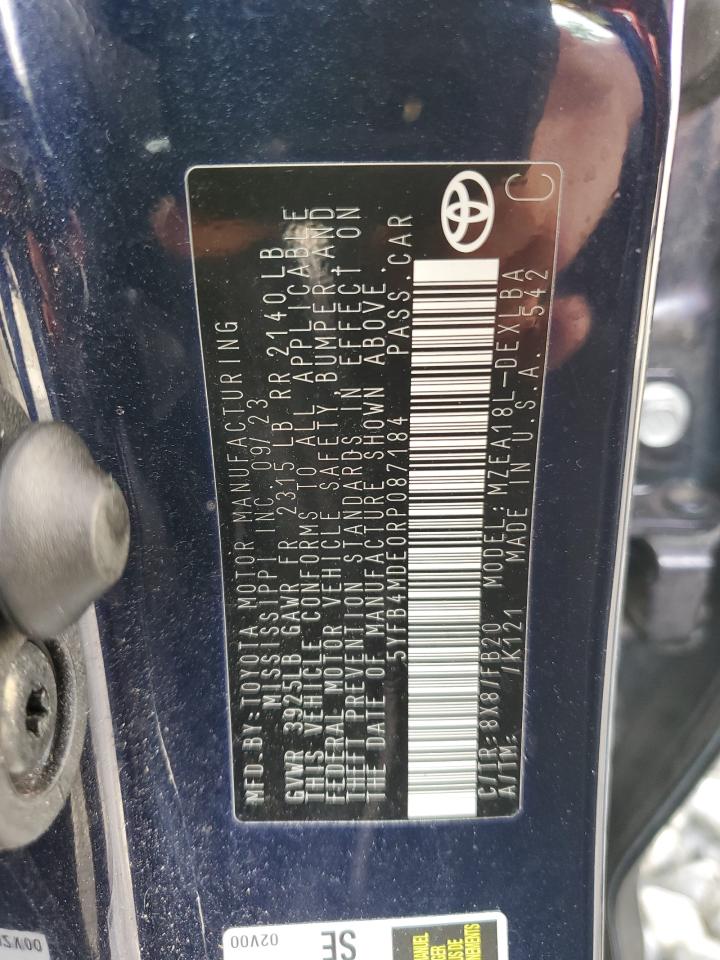 MFD.BY:TOYOTA MOTOR MANUFACTURING
MISSISSIPPI INC 09/23
GVWR 3925LB GAWR FR 2315 LB RR 2140 LB
THIS VEHICLE CONFORMS TO ALL APPLICABLE
FEDERAL MOTOR VEHICLE SAFETY BUMPER, AND
THEFT PREVENTION STANDARDS IN EFFECT ON
THE DATE OF MANUFACTURE SHOWN ABOVE.
5YFB4MDE0RP087184 PASS.CAR
C/TR: 8X8/FB20 MODEL: MZEA18L-DEXLBA
A/TM: /K121 MADE IN U.S.A. 542
C
02V00
SE